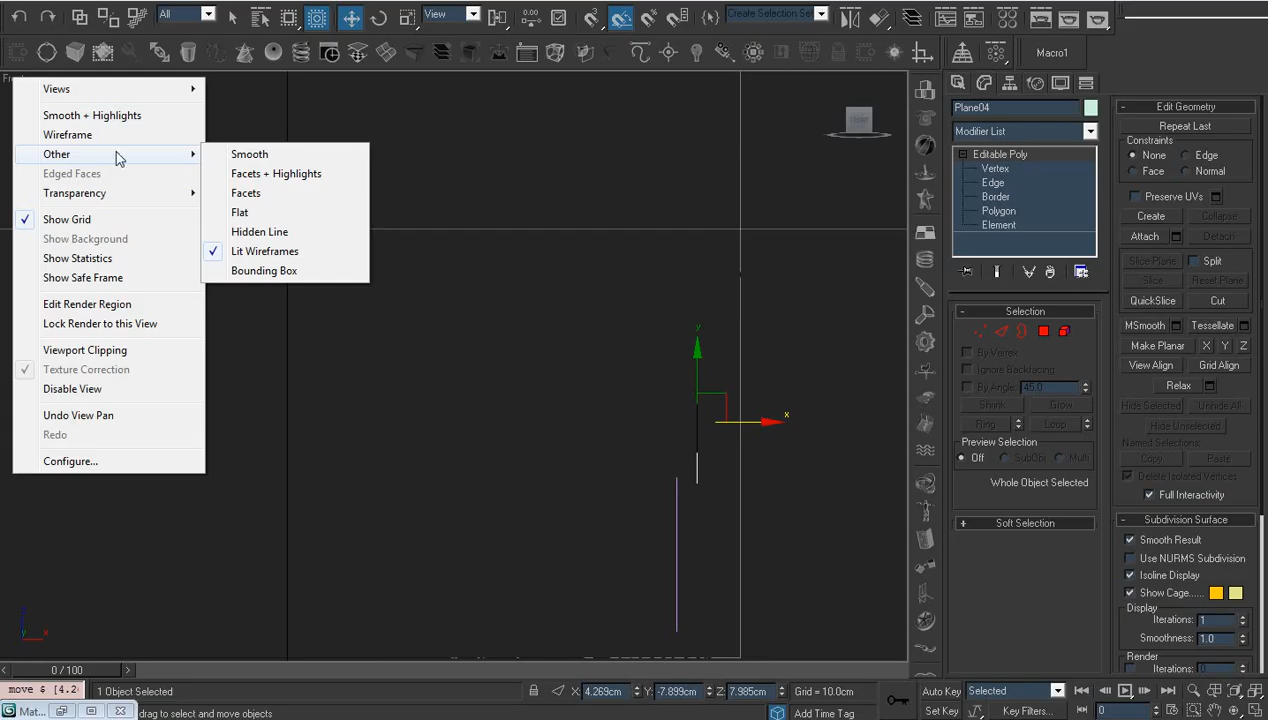 All
View
Create Selection Se
Macro1
Views
Smooth + Highlights
Wireframe
Other
Edged Faces
Transparency
Show Grid
Show Background
Show Statistics
Show Safe Frame
Edit Render Region
Lock Render to this View
Viewport Clipping
Texture Correction
Disable View
Undo View Pan
Redo
Configure...
Smooth
Facets + Highlights
Facets
Flat
Hidden Line
Lit Wireframes
Bounding Box
y
x
Plane04
Modifier List
Editable Poly
Vertex
Edge
Border
Polygon
Element
Selection
By Vertex
Ignore Backfacing
By Angle: 45.0
Shrink Grow
Ring Loop
Preview Selection
Off SubObj Multi
Whole Object Selected
Soft Selection
Edit Geometry
Repeat Last
Constraints
None Edge
Face Normal
Preserve UVs
Create Collapse
Attach Detach
Slice Plane Split
Slice Reset Plane
QuickSlice Cut
MSmooth Tessellate
Make Planar X Y Z
View Align Grid Align
Relax
Hide Selected Unhide All
Hide Unselected
Named Selections:
Copy Paste
Delete Isolated Vertices
Full Interactivity
Subdivision Surface
Smooth Result
Use NURMS Subdivision
Isoline Display
Show Cage......
Display
Iterations: 1
Smoothness: 1.0
Render
Iterations: 0
0 / 100
move $ [4.2
1 Object Selected
X: 4.269cm Y: -7.899cm Z: 7.985cm Grid = 10.0cm
Auto Key Selected
Mat...
drag to select and move objects
Add Time Tag
Set Key Key Filters... 0